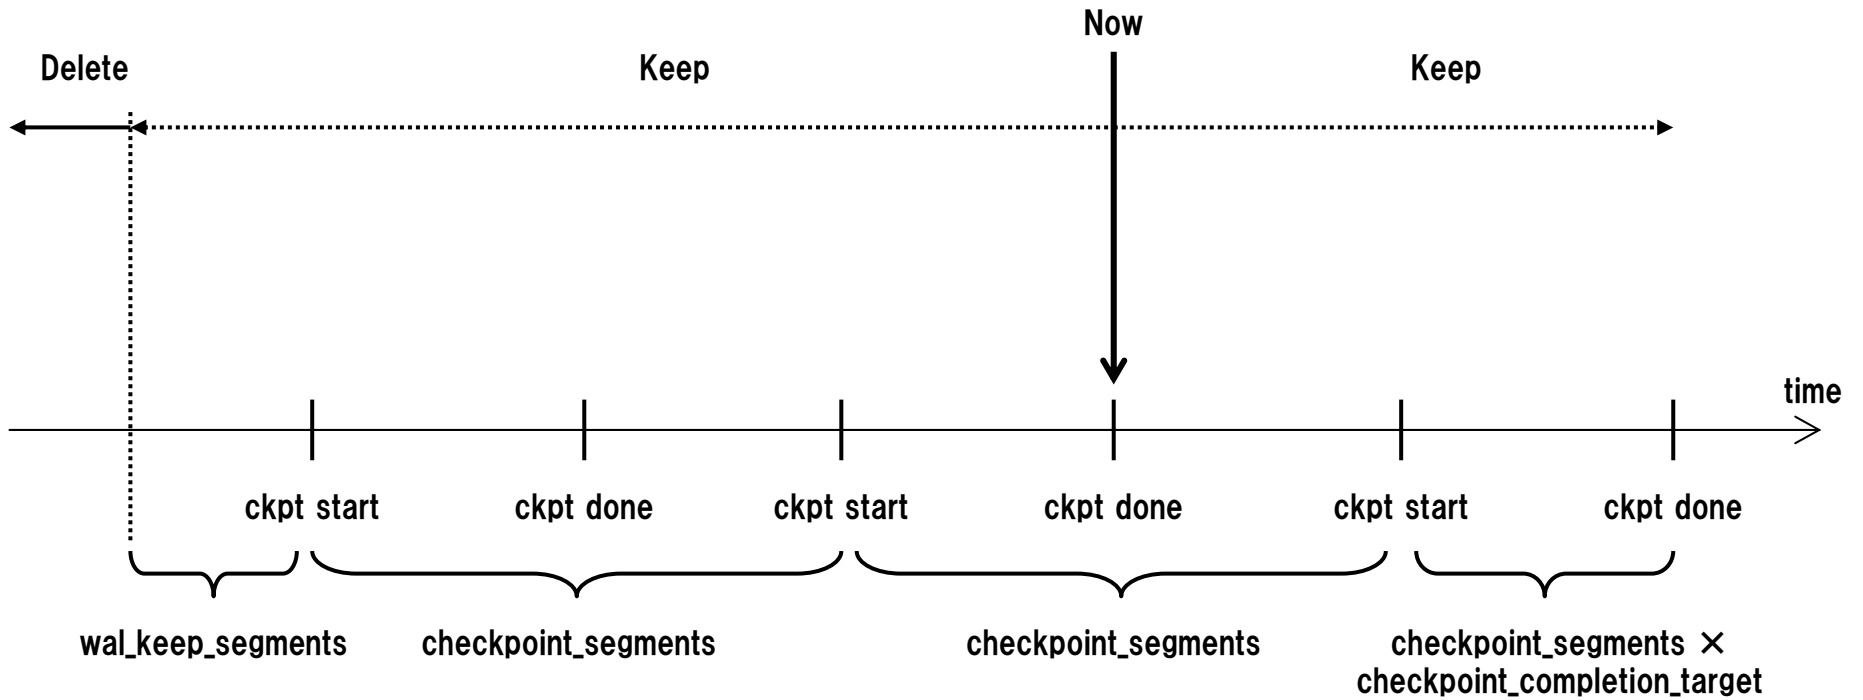 Now
Delete
Keep
Keep
time
ckpt start
ckpt done
ckpt start
ckpt done
ckpt start
ckpt done
wal_keep_segments
checkpoint_segments
checkpoint_segments
checkpoint_segments ×
checkpoint_completion_target